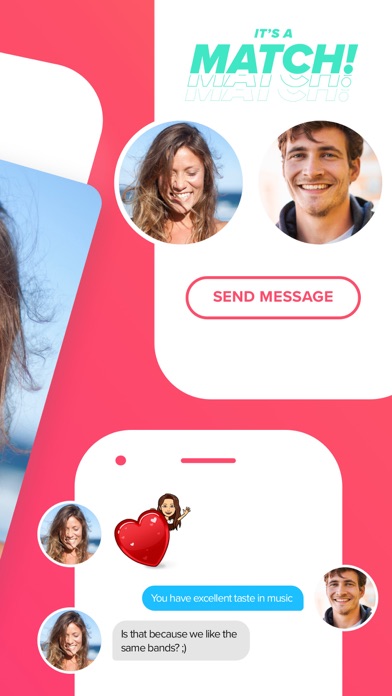 IT'S A
MATCH!
MATCH!
MATCH!
SEND MESSAGE
You have excellent taste in music
Is that because we like the
same bands? ;)